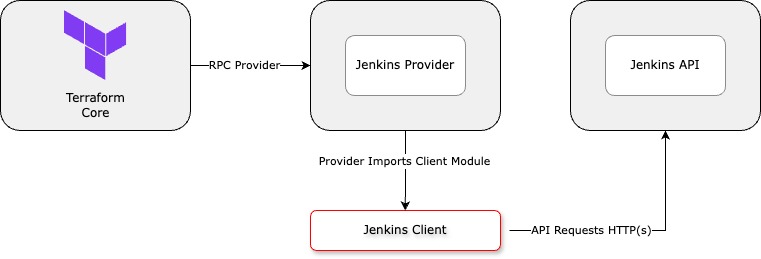 Terraform
Core
RPC Provider
Jenkins Provider
Jenkins API
Provider Imports Client Module
Jenkins Client
API Requests HTTP(s)